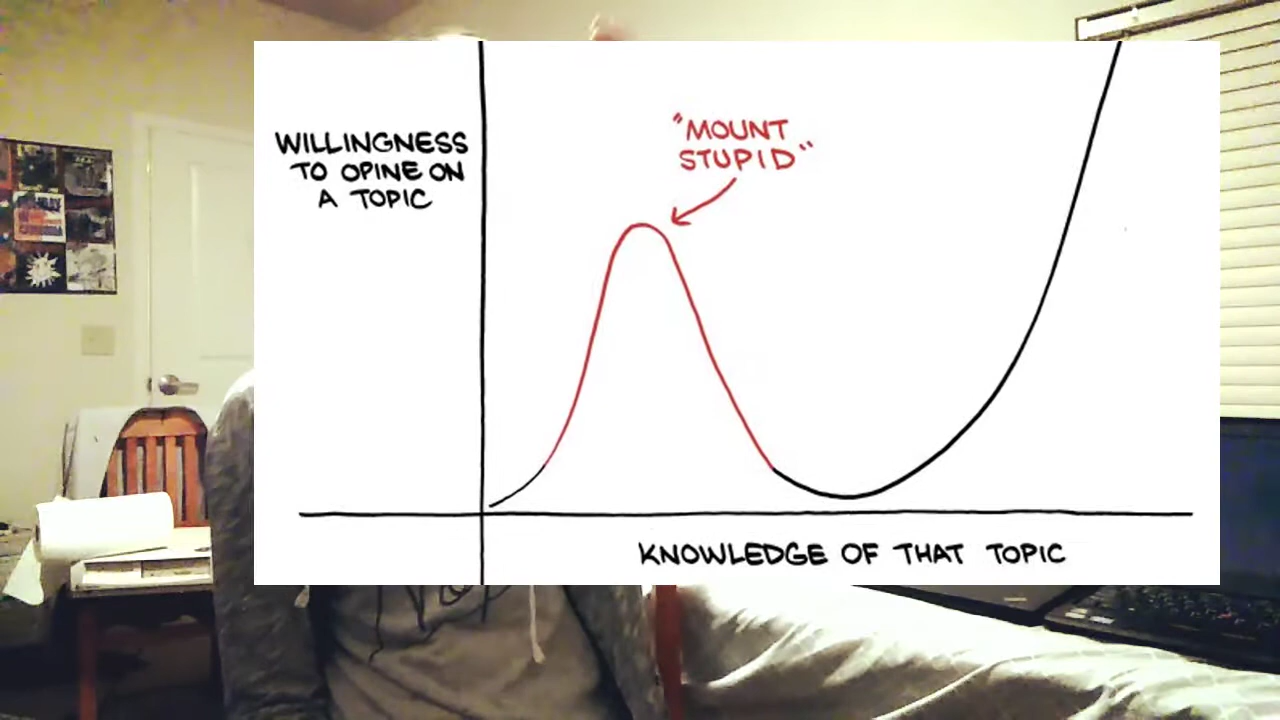 WILLINGNESS
TO OPINE ON
A TOPIC
"MOUNT
STUPID"
KNOWLEDGE OF THAT TOPIC